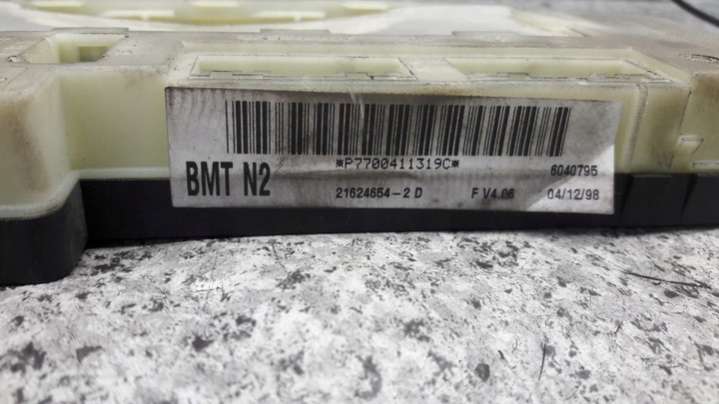 *P7700411319C*
6040795
BMT N2
21624654-2 D F V4.06 04/12/98